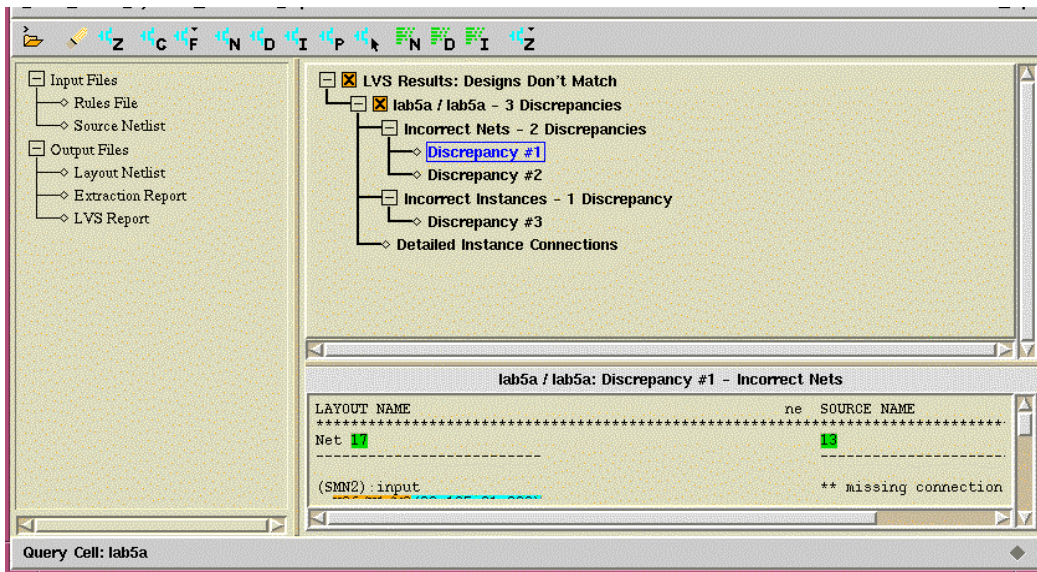 Z C F N D I P N D I Z
Input Files
Rules File
Source Netlist
Output Files
Layout Netlist
Extraction Report
LVS Report
LVS Results: Designs Don't Match
lab5a / lab5a - 3 Discrepancies
Incorrect Nets - 2 Discrepancies
Discrepancy #1
Discrepancy #2
Incorrect Instances - 1 Discrepancy
Discrepancy #3
Detailed Instance Connections
lab5a / lab5a: Discrepancy #1 - Incorrect Nets
LAYOUT NAME ne SOURCE NAME
Net 17 13
(SMN2):input ** missing connection
Query Cell: lab5a